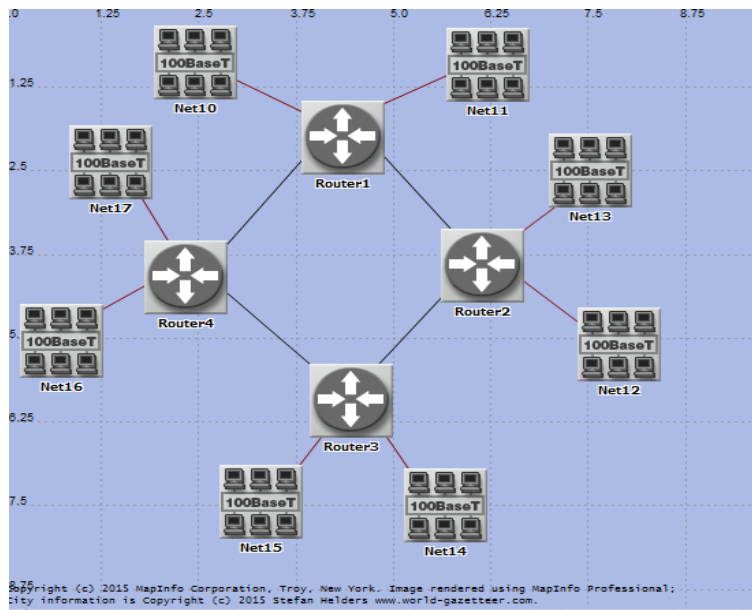 .0 1.25 2.5 3.75 5.0 6.25 7.5 8.75
100BaseT
Net10
100BaseT
Net11
1.25
Router1
100BaseT
Net17
100BaseT
Net13
2.5
3.75
Router4
Router2
5.
100BaseT
Net16
100BaseT
Net12
6.25
Router3
7.5
100BaseT
Net15
100BaseT
Net14
8.75
opyright (c) 2015 MapInfo Corporation, Troy, New York. Image rendered using MapInfo Professional;
City information is Copyright (c) 2015 Stefan Helders www.world-gazetteer.com.